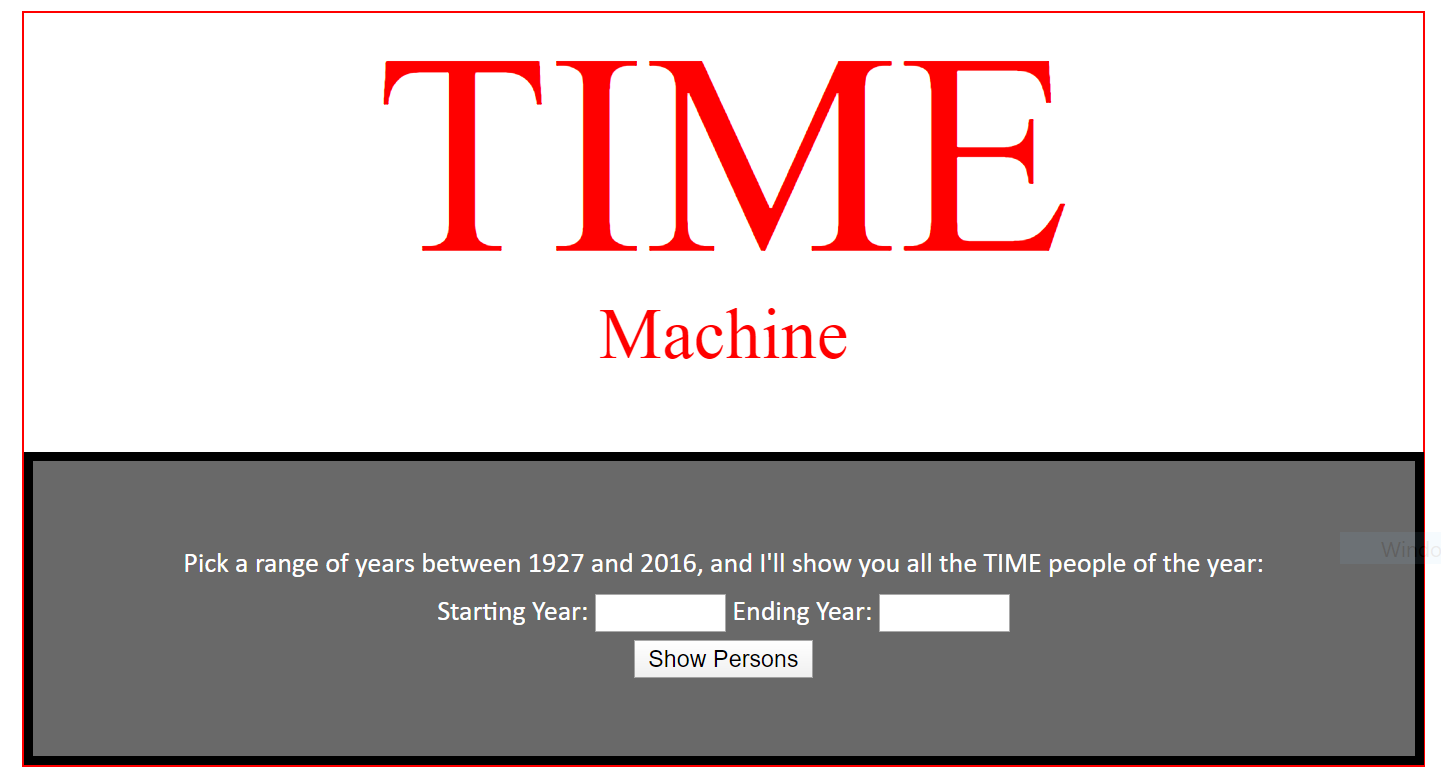 TIME
Machine
Pick a range of years between 1927 and 2016, and I'll show you all the TIME people of the year:
Starting Year: Ending Year:
Show Persons